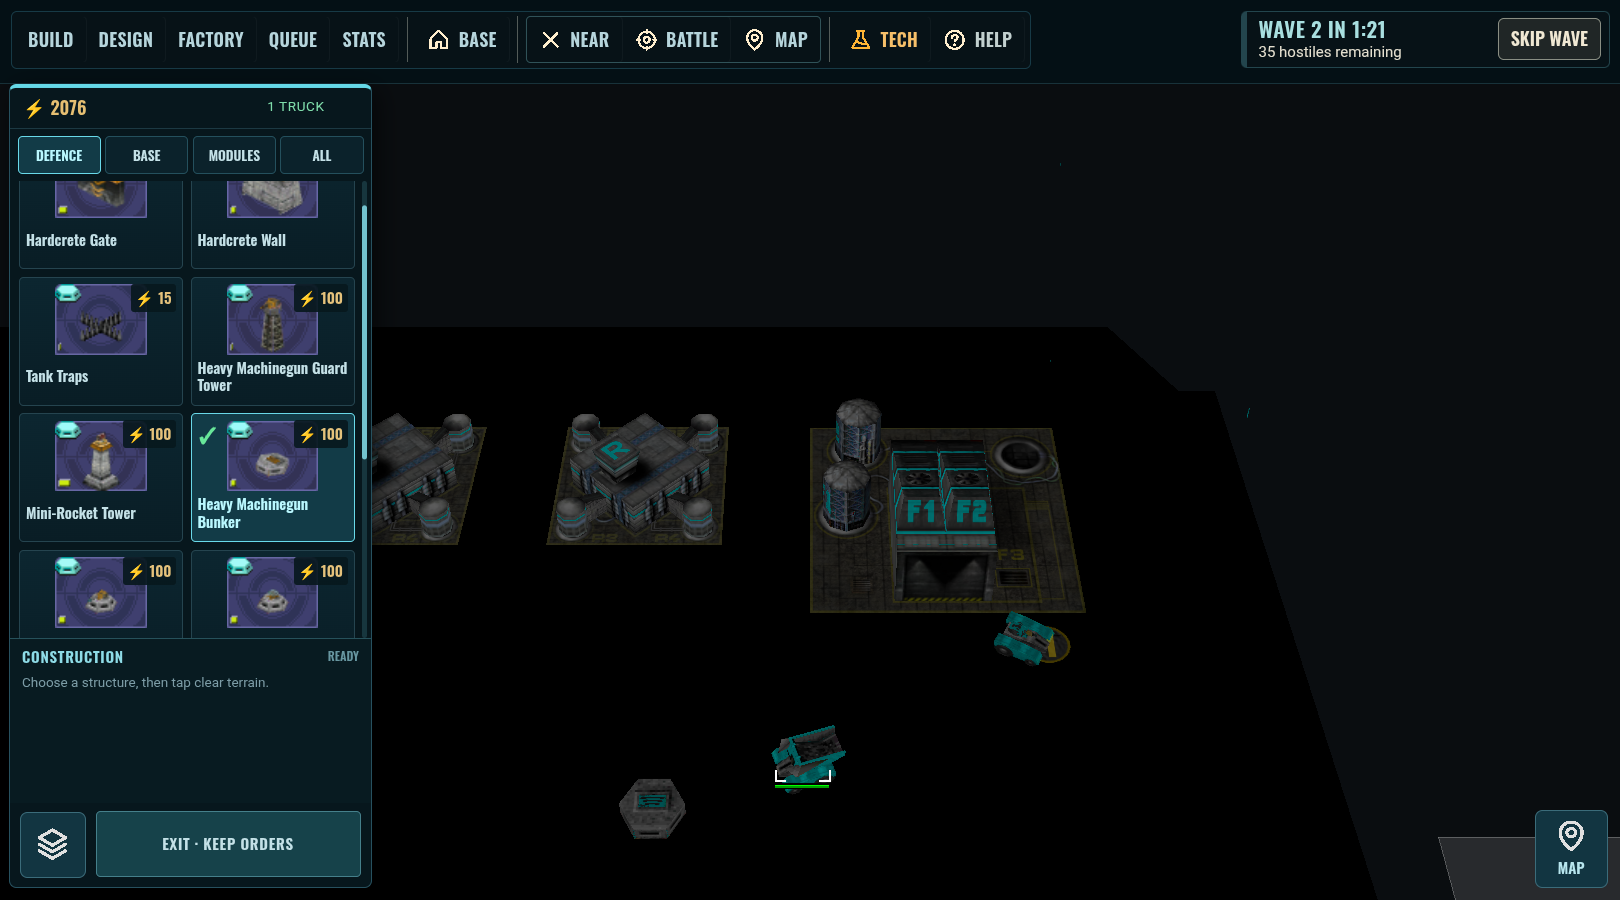 BUILD DESIGN FACTORY QUEUE STATS BASE NEAR BATTLE MAP TECH HELP
WAVE 2 IN 1:21
35 hostiles remaining
SKIP WAVE
2076
1 TRUCK
DEFENCE BASE MODULES ALL
Hardcrete Gate
Hardcrete Wall
15
Tank Traps
100
Heavy Machinegun Guard
Tower
100
Mini-Rocket Tower
100
Heavy Machinegun
Bunker
100
100
CONSTRUCTION
READY
Choose a structure, then tap clear terrain.
EXIT · KEEP ORDERS
R
F1 F2
F3
MAP